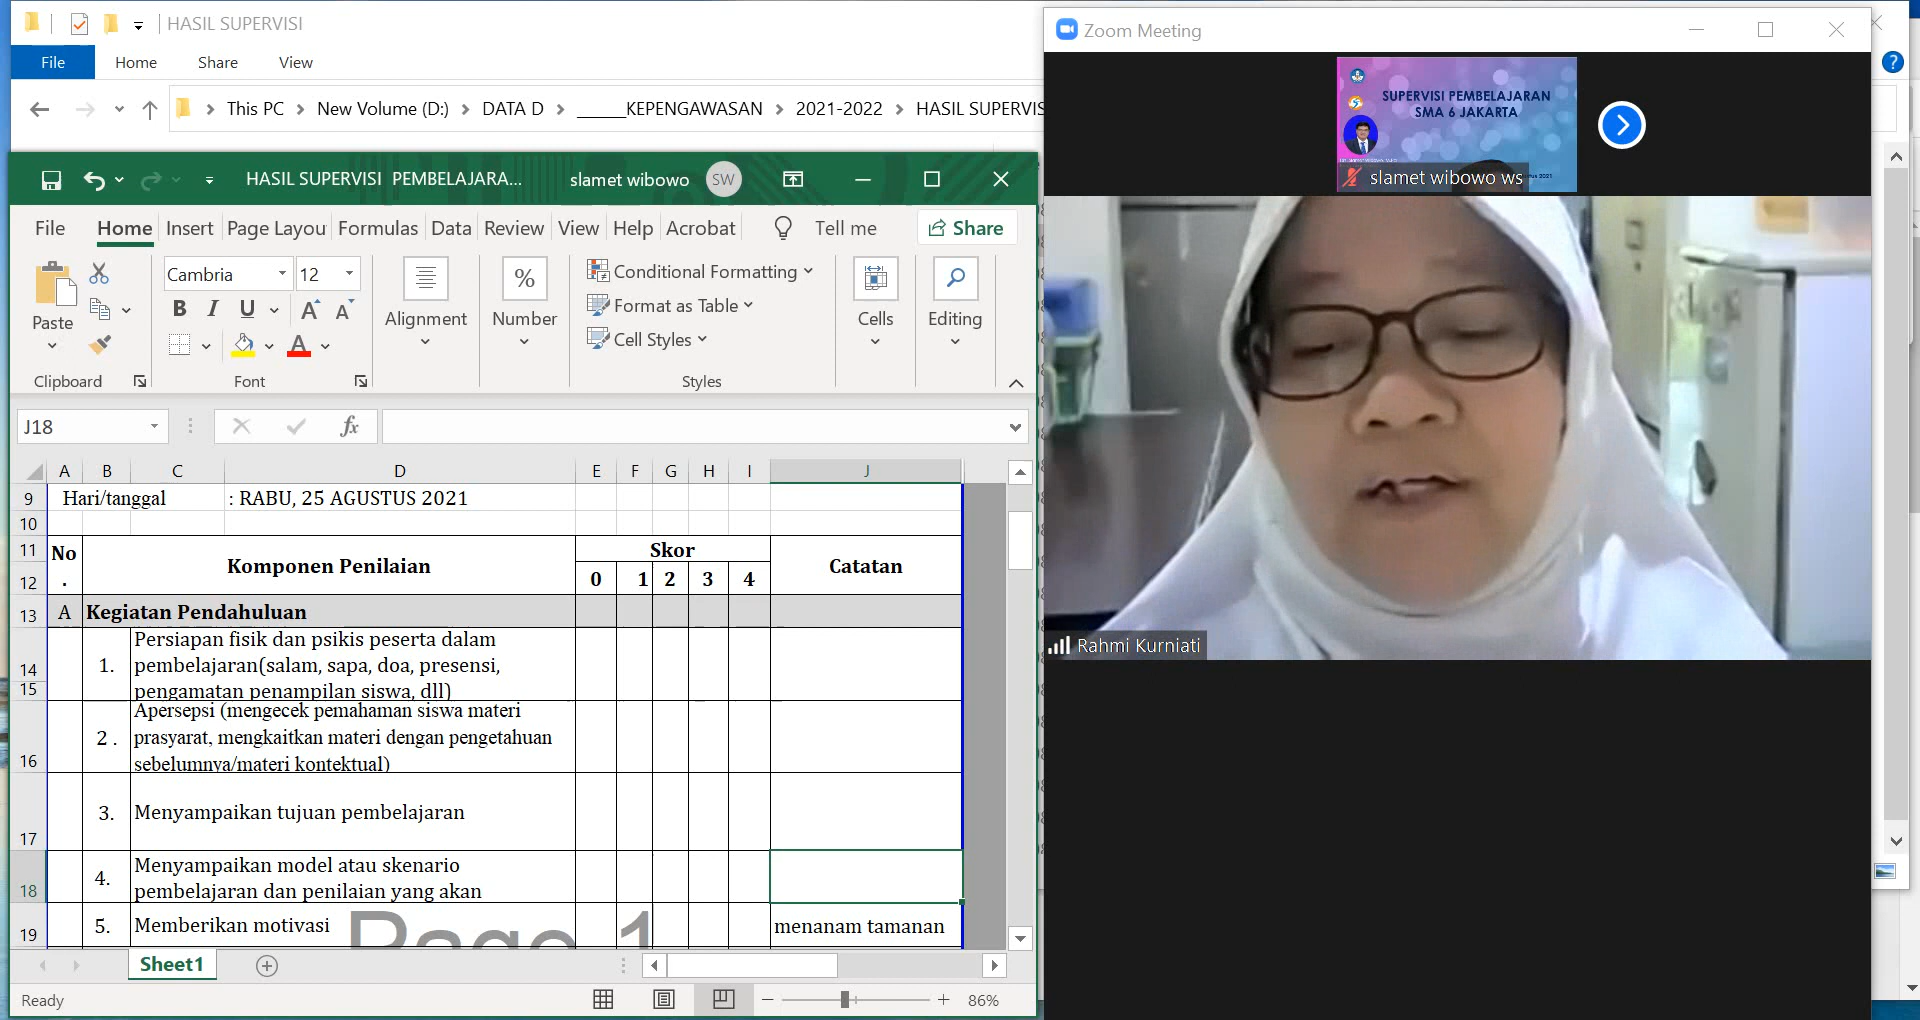 HASIL SUPERVISI
File Home Share View
This PC New Volume (D:) DATA D ______KEPENGAWASAN 2021-2022 HASIL SUPERVIS
HASIL SUPERVISI PEMBELAJARA... slamet wibowo SW
File Home Insert Page Layou Formulas Data Review View Help Acrobat Tell me Share
Cambria 12
Paste
B I U A A
A
Clipboard
Font
Alignment
%
Number
Conditional Formatting
Format as Table
Cell Styles
Styles
Cells
Editing
J18 fx
A B C D E F G H I J
9 Hari/tanggal : RABU, 25 AGUSTUS 2021
10
11 No Komponen Penilaian Skor Catatan
12 . 0 1 2 3 4
13 A Kegiatan Pendahuluan
14 1. Persiapan fisik dan psikis peserta dalam
pembelajaran(salam, sapa, doa, presensi,
15 pengamatan penampilan siswa, dll)
16 2 . Apersepsi (mengecek pemahaman siswa materi
prasyarat, mengkaitkan materi dengan pengetahuan
sebelumnya/materi kontektual)
17 3. Menyampaikan tujuan pembelajaran
18 4. Menyampaikan model atau skenario
pembelajaran dan penilaian yang akan
19 5. Memberikan motivasi menanam tamanan
Page 1
Sheet1
Ready 86%
Zoom Meeting
?
SUPERVISI PEMBELAJARAN
SMA 6 JAKARTA
slamet wibowo ws
Rahmi Kurniati